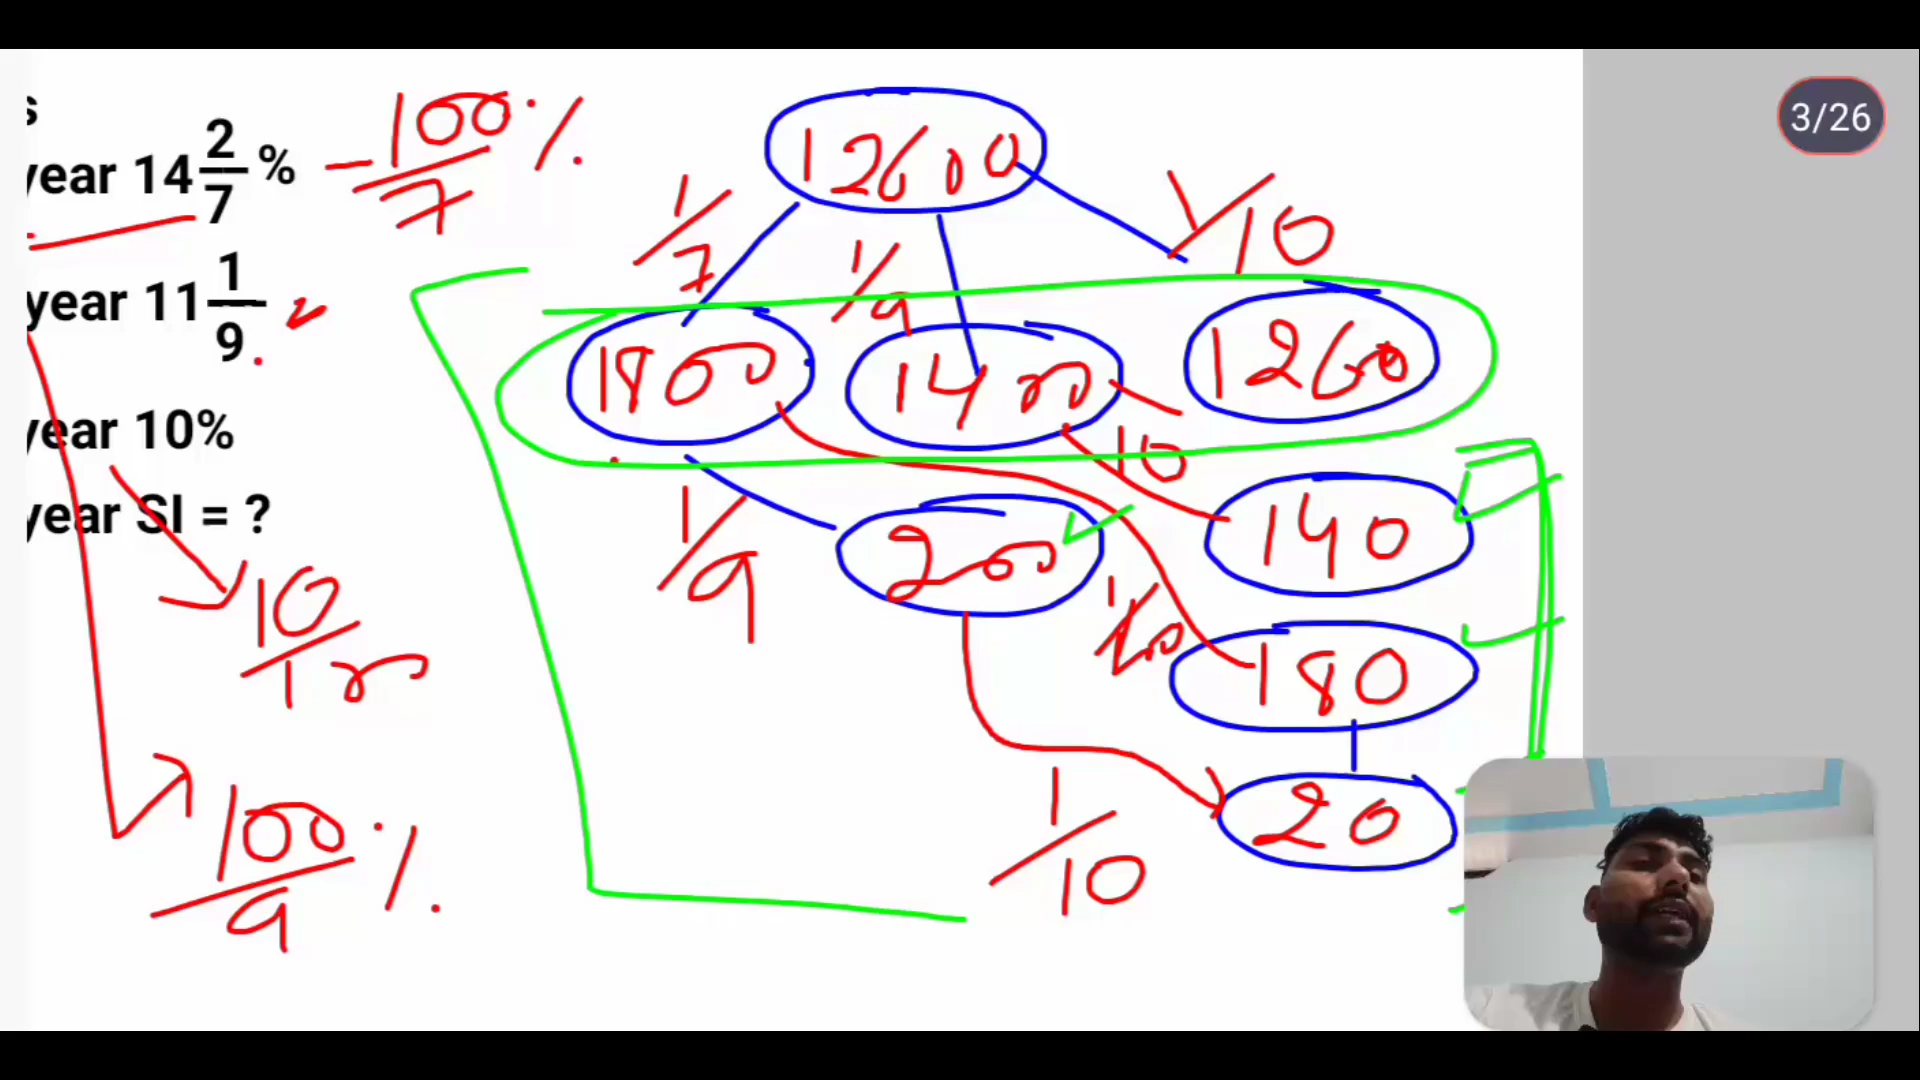 s
year 14 2/7 % - 100/7 %
year 11 1/9
year 10%
year SI = ?
10/100
100/9 %
12600
1/7 1/9 1/10
1800 1400 1260
10
1/9 200 140
1/10 180
1/10 20
3/26